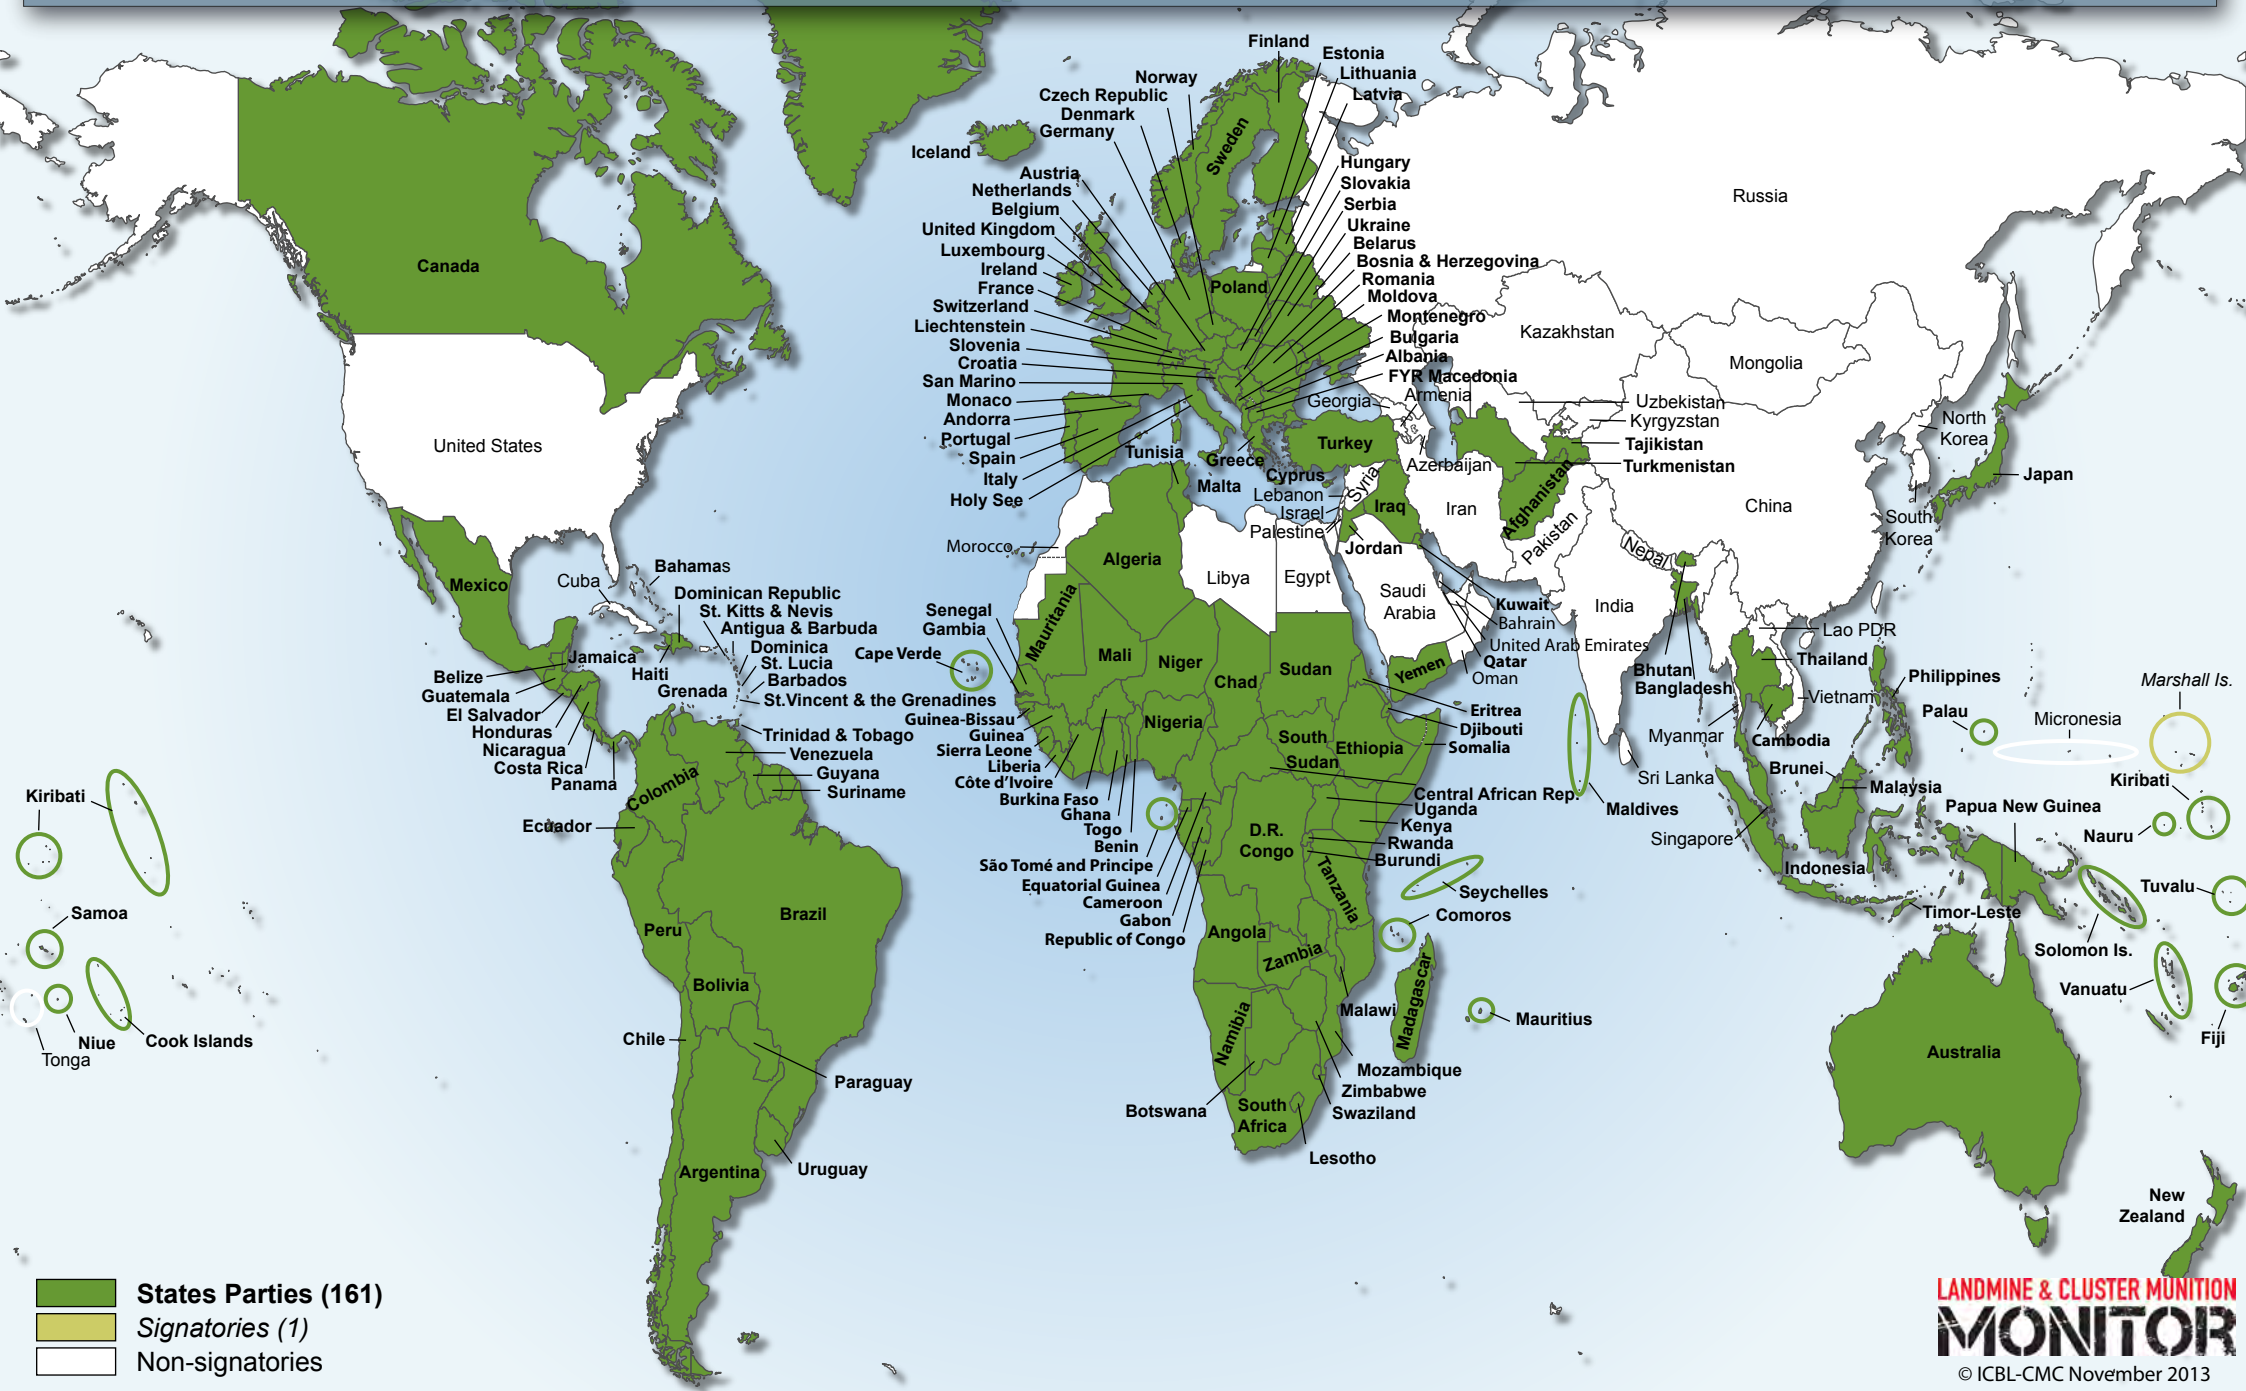 Finland
Estonia
Lithuania
Latvia
Norway
Czech Republic
Denmark
Germany
Iceland
Sweden
Austria
Netherlands
Belgium
United Kingdom
Luxembourg
Ireland
France
Switzerland
Liechtenstein
Slovenia
Croatia
San Marino
Monaco
Andorra
Portugal
Spain
Italy
Holy See
Hungary
Slovakia
Serbia
Ukraine
Belarus
Bosnia & Herzegovina
Romania
Moldova
Montenegro
Bulgaria
Albania
FYR Macedonia
Poland
Russia
Canada
United States
Kazakhstan
Mongolia
Georgia
Armenia
Uzbekistan
Kyrgyzstan
Tajikistan
Turkmenistan
Azerbaijan
Turkey
Tunisia
Greece
Malta
Cyprus
Lebanon
Syria
Israel
Palestine
Iraq
Iran
Jordan
Afghanistan
Pakistan
Nepal
China
North
Korea
South
Korea
Japan
Morocco
Algeria
Libya
Egypt
Saudi
Arabia
Kuwait
Bahrain
United Arab Emirates
Qatar
Oman
Yemen
India
Bhutan
Bangladesh
Lao PDR
Thailand
Vietnam
Myanmar
Cambodia
Sri Lanka
Brunei
Malaysia
Singapore
Indonesia
Maldives
Philippines
Palau
Micronesia
Marshall Is.
Kiribati
Papua New Guinea
Nauru
Tuvalu
Timor-Leste
Solomon Is.
Vanuatu
Fiji
Australia
New
Zealand
Mexico
Cuba
Bahamas
Dominican Republic
St. Kitts & Nevis
Antigua & Barbuda
Dominica
St. Lucia
Barbados
St.Vincent & the Grenadines
Jamaica
Haiti
Grenada
Belize
Guatemala
El Salvador
Honduras
Nicaragua
Costa Rica
Panama
Trinidad & Tobago
Venezuela
Guyana
Suriname
Colombia
Ecuador
Peru
Brazil
Bolivia
Chile
Paraguay
Argentina
Uruguay
Kiribati
Samoa
Niue
Tonga
Cook Islands
Senegal
Gambia
Cape Verde
Mauritania
Mali
Niger
Chad
Sudan
Guinea-Bissau
Guinea
Sierra Leone
Liberia
Côte d'Ivoire
Burkina Faso
Ghana
Togo
Benin
São Tomé and Principe
Equatorial Guinea
Cameroon
Gabon
Republic of Congo
Nigeria
South
Sudan
Ethiopia
Eritrea
Djibouti
Somalia
Central African Rep.
Uganda
Kenya
Rwanda
Burundi
D.R.
Congo
Tanzania
Seychelles
Comoros
Angola
Zambia
Malawi
Madagascar
Mauritius
Namibia
Mozambique
Zimbabwe
Swaziland
Botswana
South
Africa
Lesotho
States Parties (161)
Signatories (1)
Non-signatories
LANDMINE & CLUSTER MUNITION
MONITOR
© ICBL-CMC November 2013